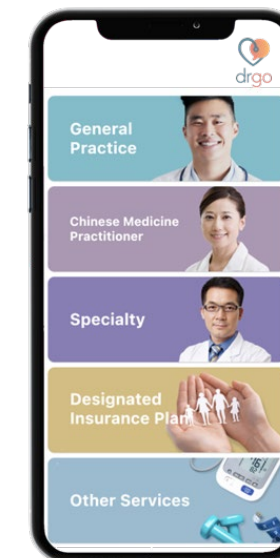 drgo
General
Practice
Chinese Medicine
Practitioner
Specialty
Designated
Insurance Plan
Other Services